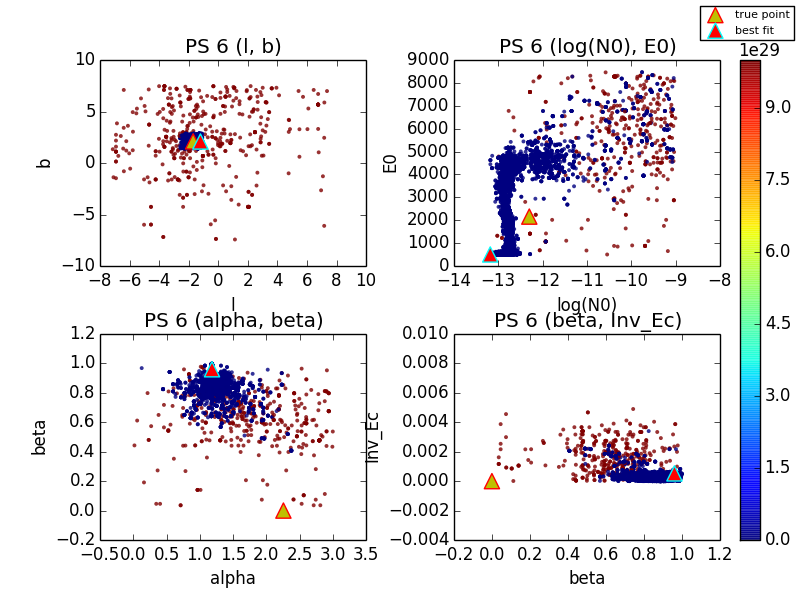 true point
best fit
PS 6 (l, b)
PS 6 (log(N0), E0)
1e29
10
5
0
−5
−10
b
−8 −6 −4 −2 0 2 4 6 8 10
l
9000
8000
7000
6000
5000
4000
3000
2000
1000
0
E0
−14 −13 −12 −11 −10 −9 −8
log(N0)
9.0
7.5
6.0
4.5
3.0
1.5
0.0
PS 6 (alpha, beta)
PS 6 (beta, Inv_Ec)
1.2
1.0
0.8
0.6
0.4
0.2
0.0
−0.2
beta
−0.5 0.0 0.5 1.0 1.5 2.0 2.5 3.0 3.5
alpha
0.010
0.008
0.006
0.004
0.002
0.000
−0.002
−0.004
Inv_Ec
−0.2 0.0 0.2 0.4 0.6 0.8 1.0 1.2
beta